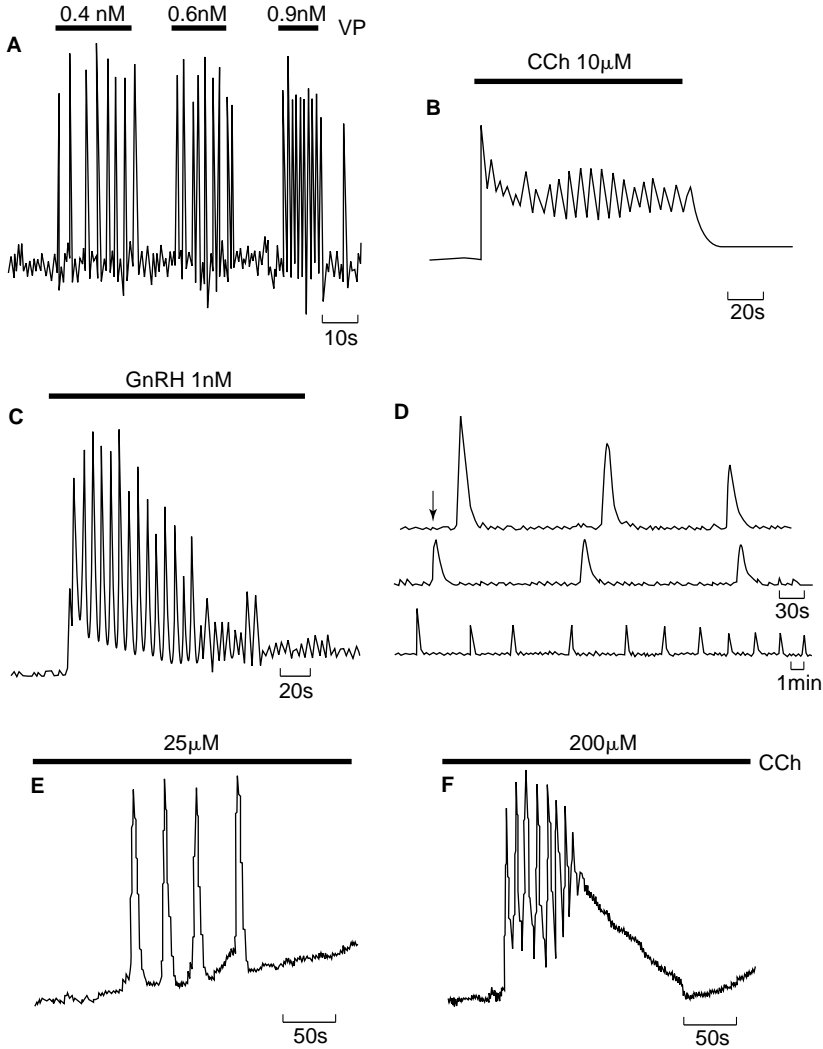 0.4 nM 0.6nM 0.9nM VP
A
10s
CCh 10μM
B
20s
GnRH 1nM
C
20s
D
30s
1min
25μM
E
50s
200μM CCh
F
50s